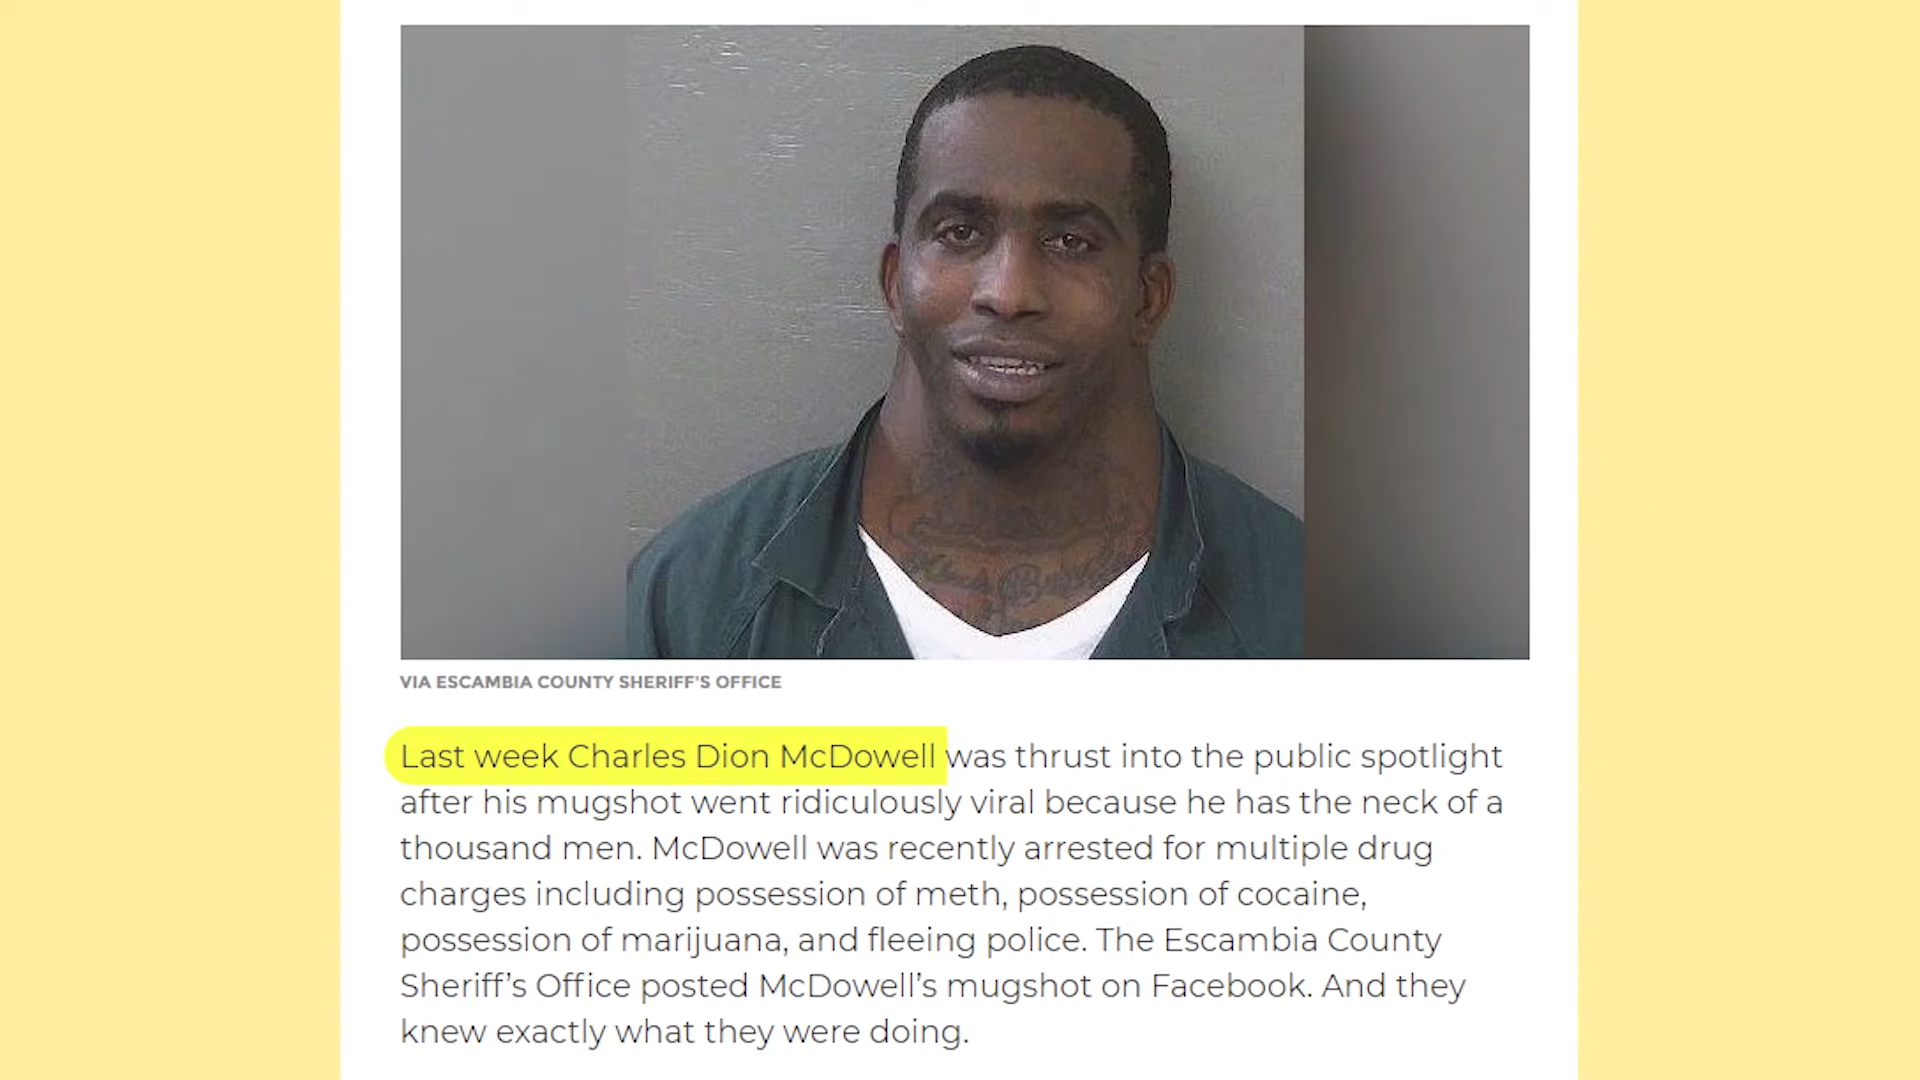 VIA ESCAMBIA COUNTY SHERIFF'S OFFICE
Last week Charles Dion McDowell was thrust into the public spotlight
after his mugshot went ridiculously viral because he has the neck of a
thousand men. McDowell was recently arrested for multiple drug
charges including possession of meth, possession of cocaine,
possession of marijuana, and fleeing police. The Escambia County
Sheriff’s Office posted McDowell’s mugshot on Facebook. And they
knew exactly what they were doing.